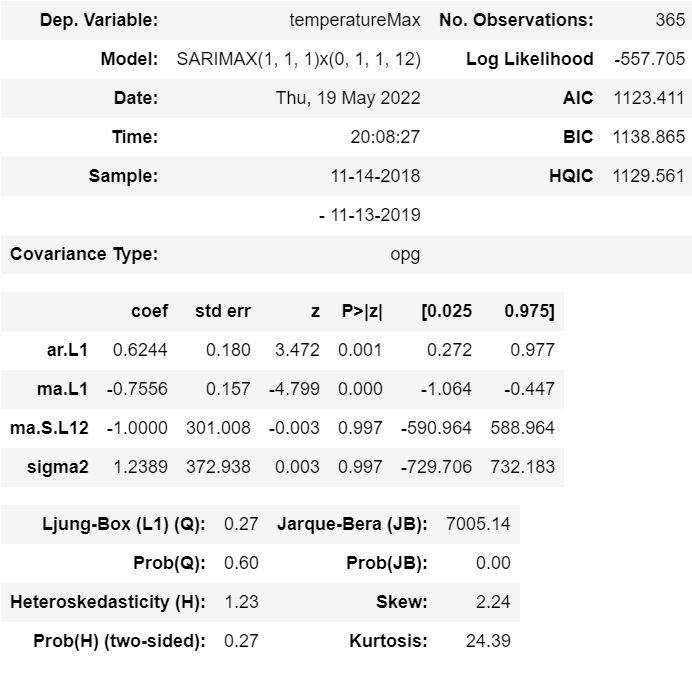 Dep. Variable: temperatureMax No. Observations: 365
Model: SARIMAX(1, 1, 1)x(0, 1, 1, 12) Log Likelihood -557.705
Date: Thu, 19 May 2022 AIC 1123.411
Time: 20:08:27 BIC 1138.865
Sample: 11-14-2018 HQIC 1129.561
- 11-13-2019
Covariance Type: opg
coef std err z P>|z| [0.025 0.975]
ar.L1 0.6244 0.180 3.472 0.001 0.272 0.977
ma.L1 -0.7556 0.157 -4.799 0.000 -1.064 -0.447
ma.S.L12 -1.0000 301.008 -0.003 0.997 -590.964 588.964
sigma2 1.2389 372.938 0.003 0.997 -729.706 732.183
Ljung-Box (L1) (Q): 0.27 Jarque-Bera (JB): 7005.14
Prob(Q): 0.60 Prob(JB): 0.00
Heteroskedasticity (H): 1.23 Skew: 2.24
Prob(H) (two-sided): 0.27 Kurtosis: 24.39